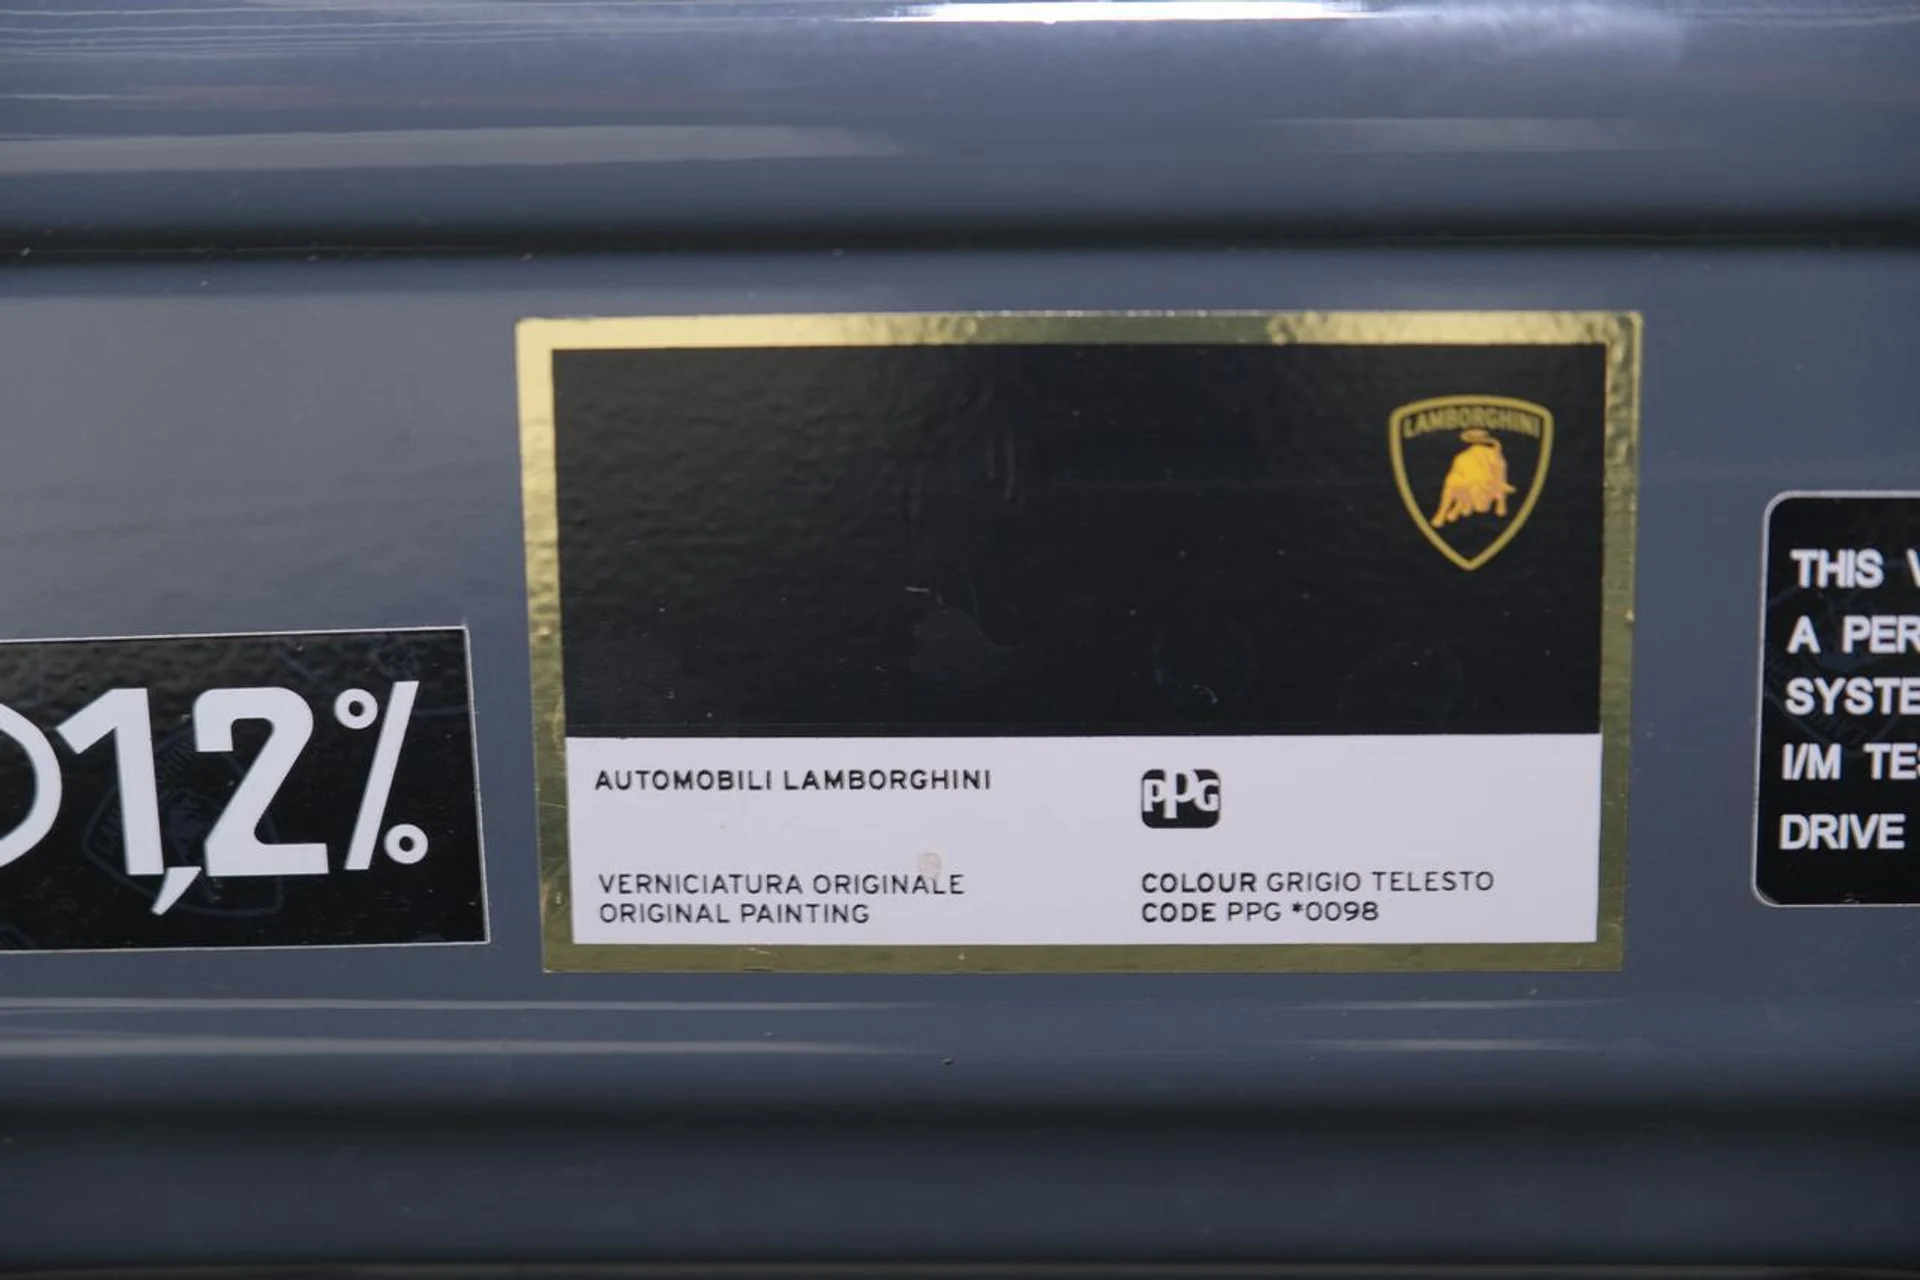 1,2%
LAMBORGHINI
AUTOMOBILI LAMBORGHINI
PPG
VERNICIATURA ORIGINALE
ORIGINAL PAINTING
COLOUR GRIGIO TELESTO
CODE PPG *0098
THIS
A PER
SYSTE
I/M TE
DRIVE